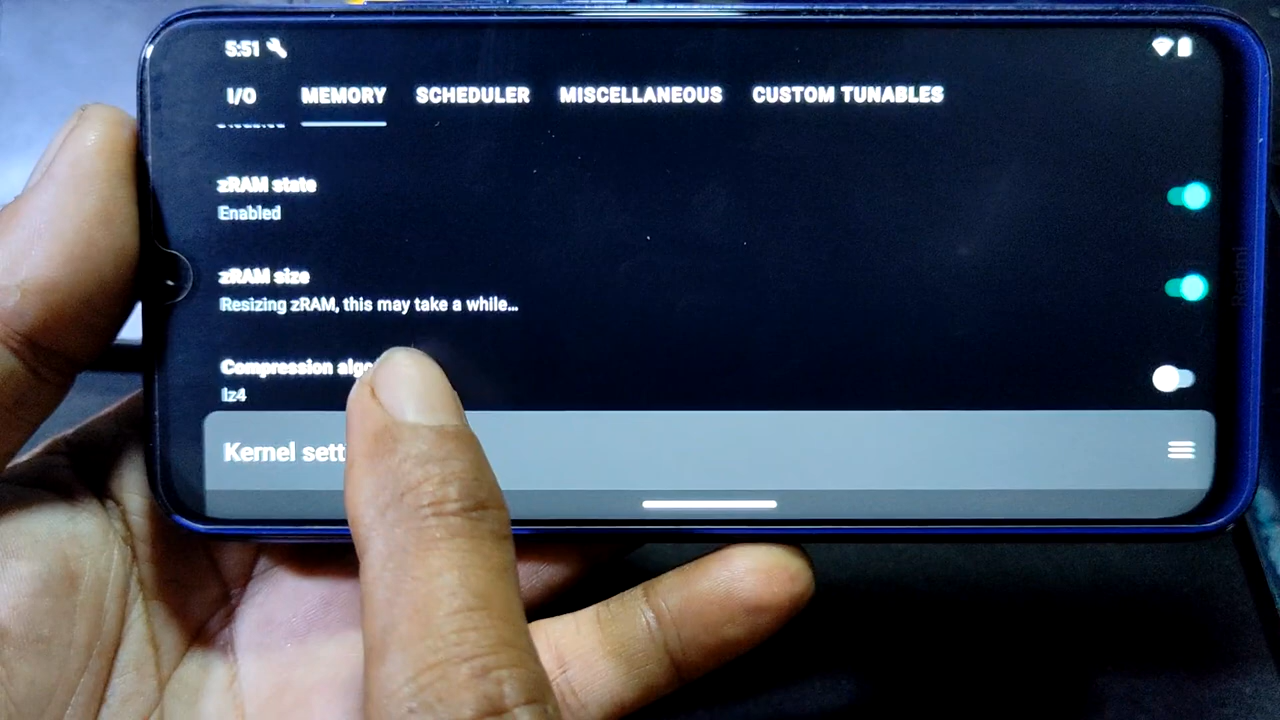 5:51
I/O MEMORY SCHEDULER MISCELLANEOUS CUSTOM TUNABLES
zRAM state
Enabled
zRAM size
Resizing zRAM, this may take a while...
Compression algo
lz4
Kernel sett
Redmi